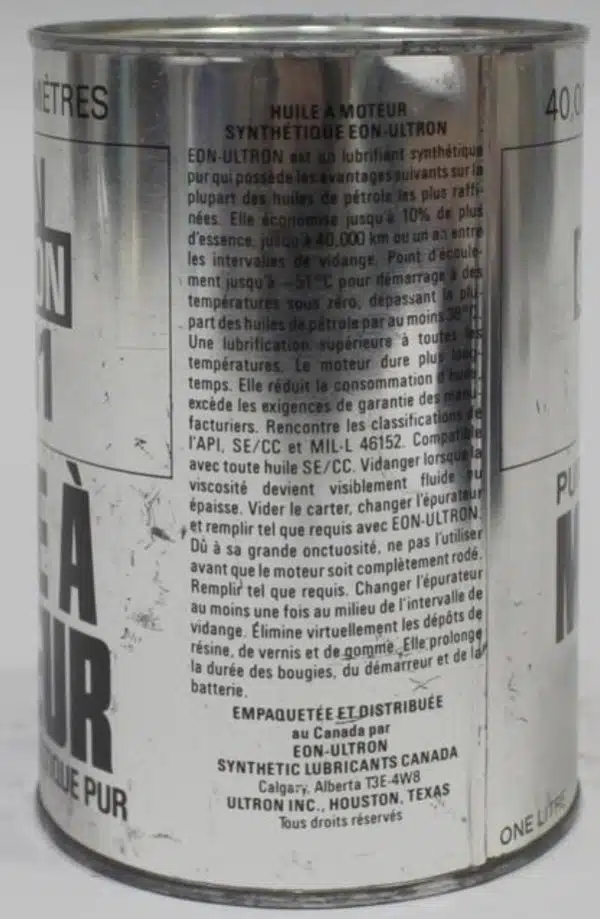 MÈTRES
ON
1
E À
UR
TIQUE PUR
HUILE À MOTEUR
SYNTHÉTIQUE EON-ULTRON
EON-ULTRON est un lubrifiant synthétique
pur qui possède les avantages suivants sur la
plupart des huiles de pétrole les plus raffi-
nées. Elle économise jusqu'à 10% de plus
d'essence, jusqu'à 40,000 km ou un an entre
les intervalles de vidange. Point d'écoule-
ment jusqu'à -51°C pour démarrage à des
températures sous zéro, dépassant la plu-
part des huiles de pétrole par au moins 38°C.
Une lubrification supérieure à toutes les
températures. Le moteur dure plus long-
temps. Elle réduit la consommation d'huile,
excède les exigences de garantie des manu-
facturiers. Rencontre les classifications de
l'API, SE/CC et MIL-L 46152. Compatible
avec toute huile SE/CC. Vidanger lorsque la
viscosité devient visiblement fluide ou
épaisse. Vider le carter, changer l'épurateur
et remplir tel que requis avec EON-ULTRON.
Dû à sa grande onctuosité, ne pas l'utiliser
avant que le moteur soit complètement rodé.
Remplir tel que requis. Changer l'épurateur
au moins une fois au milieu de l'intervalle de
vidange. Élimine virtuellement les dépôts de
résine, de vernis et de gomme. Elle prolonge
la durée des bougies, du démarreur et de la
batterie.
EMPAQUETÉE ET DISTRIBUÉE
au Canada par
EON-ULTRON
SYNTHETIC LUBRICANTS CANADA
Calgary, Alberta T3E-4W8
ULTRON INC., HOUSTON, TEXAS
Tous droits réservés
40,0
PU
ONE LITRE